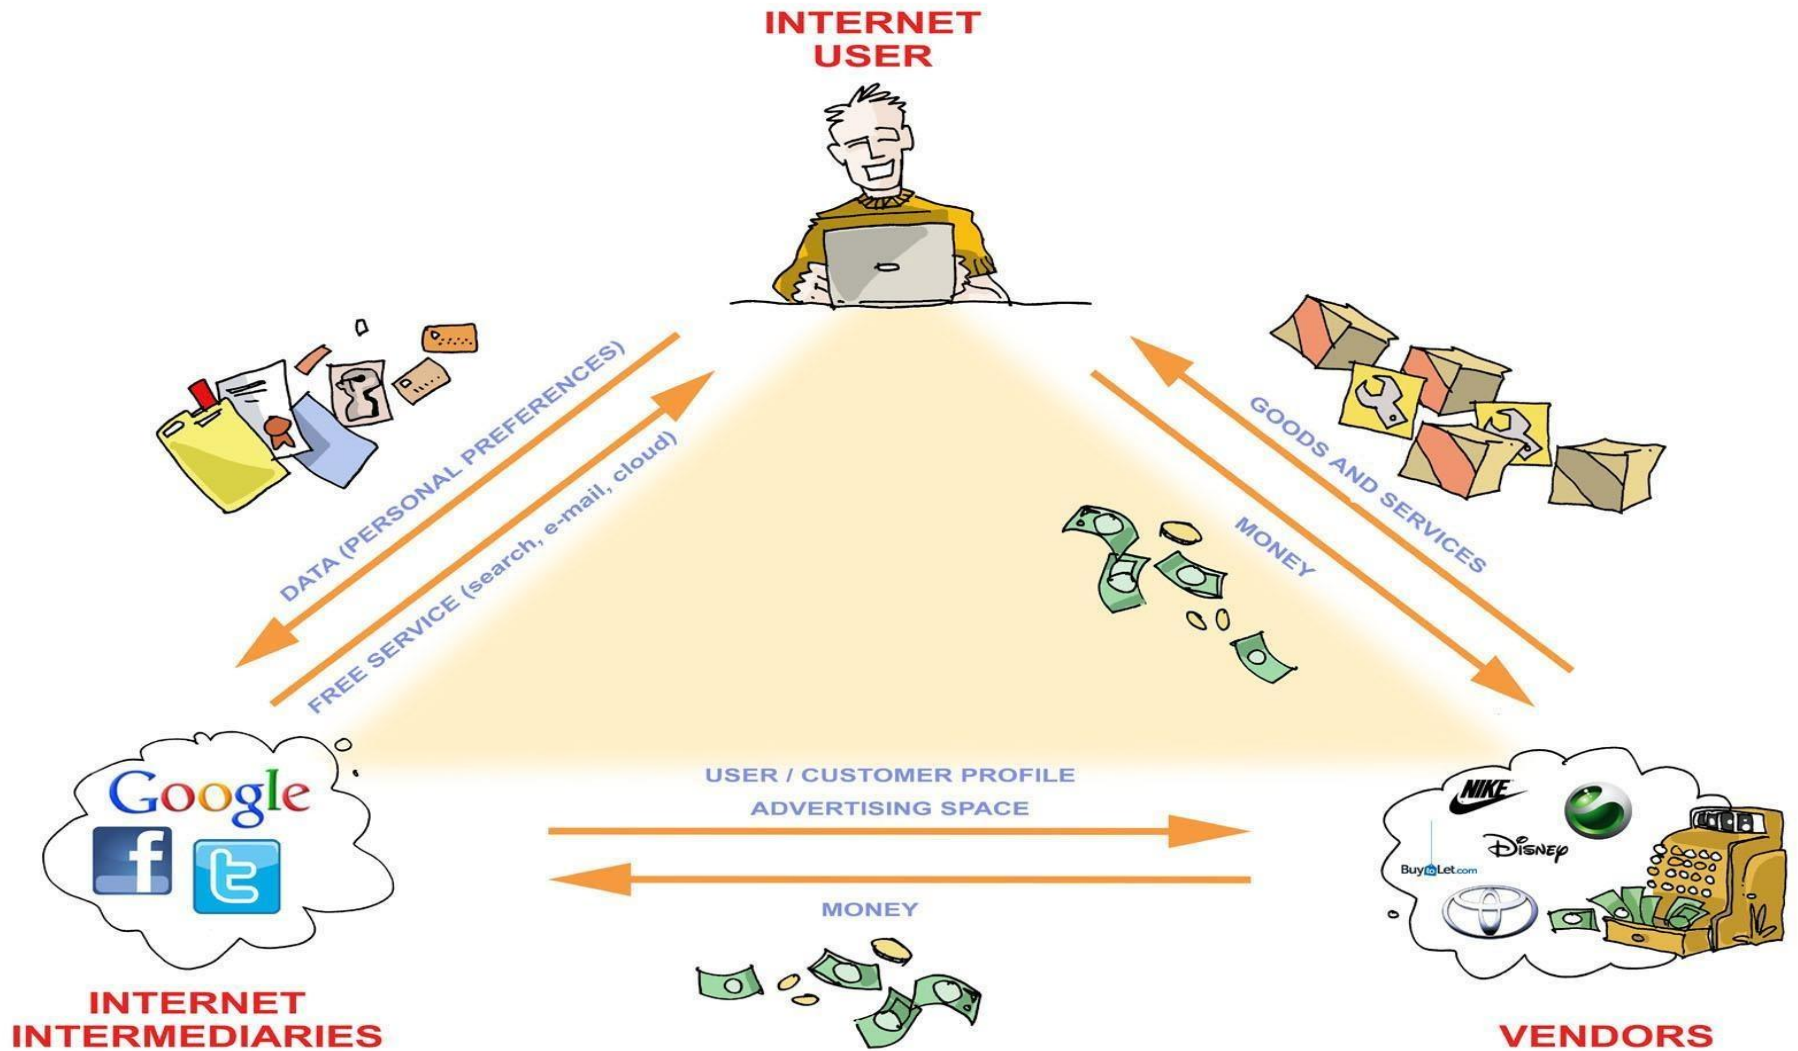 INTERNET
USER
DATA (PERSONAL PREFERENCES)
FREE SERVICE (search, e-mail, cloud)
GOODS AND SERVICES
MONEY
USER / CUSTOMER PROFILE
ADVERTISING SPACE
MONEY
Google
f
t
NIKE
DISNEY
BuytoLet.com
INTERNET
INTERMEDIARIES
VENDORS